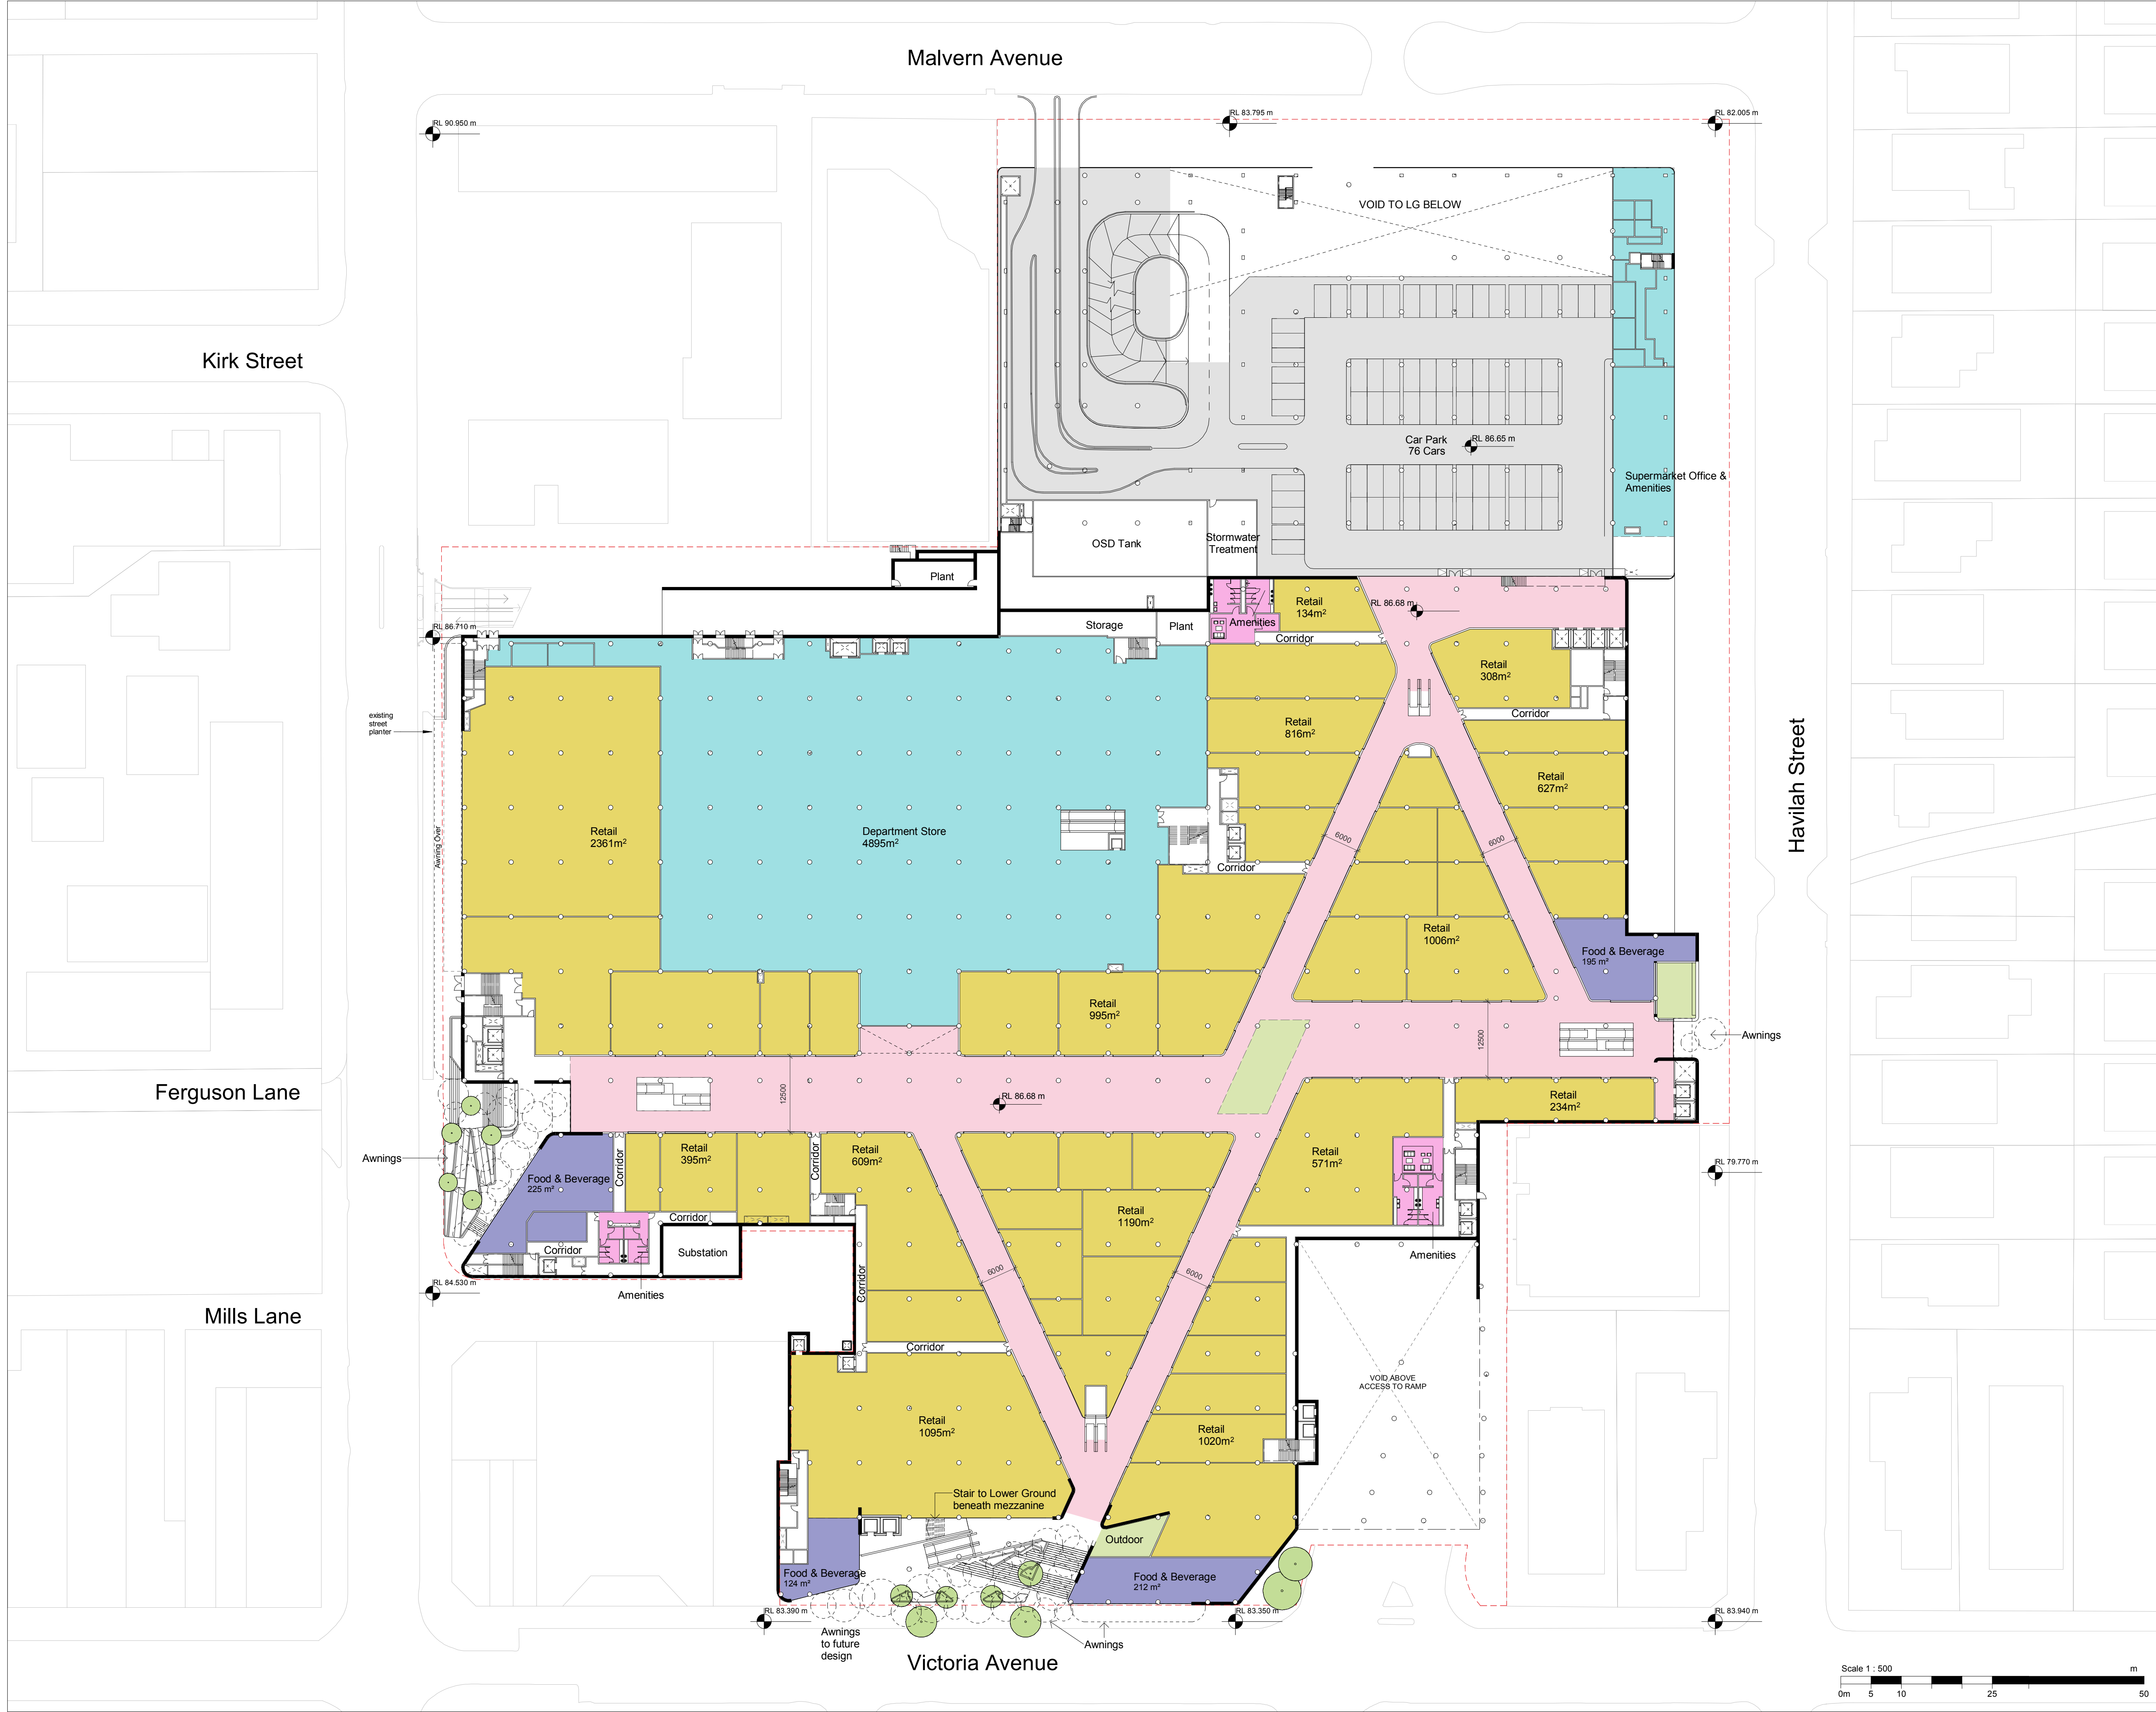 Malvern Avenue
RL 90.950 m
RL 83.795 m
RL 82.005 m
VOID TO LG BELOW
Kirk Street
Car Park
76 Cars
RL 86.65 m
Supermarket Office &
Amenities
OSD Tank
Stormwater
Treatment
Plant
Retail
134m²
RL 86.68 m
Amenities
Storage
Plant
Corridor
RL 86.710 m
Retail
308m²
Corridor
existing
street
planter
Retail
816m²
Havilah Street
Retail
627m²
Awning Over
Retail
2361m²
Department Store
4895m²
6000
6000
Corridor
Retail
1006m²
Food & Beverage
195 m²
Retail
995m²
Awnings
12500
Ferguson Lane
12500
RL 86.68 m
Retail
234m²
Awnings
Food & Beverage
225 m²
Corridor
Retail
395m²
Corridor
Retail
609m²
Retail
571m²
RL 79.770 m
Retail
1190m²
Corridor
Corridor
Substation
Amenities
Amenities
RL 84.530 m
Corridor
6000
6000
Mills Lane
Corridor
VOID ABOVE
ACCESS TO RAMP
Retail
1095m²
Retail
1020m²
Stair to Lower Ground
beneath mezzanine
Outdoor
Food & Beverage
124 m²
Food & Beverage
212 m²
RL 83.390 m
RL 83.350 m
RL 83.940 m
Awnings
to future
design
Awnings
Victoria Avenue
Scale 1 : 500
m
0m 5 10 25 50